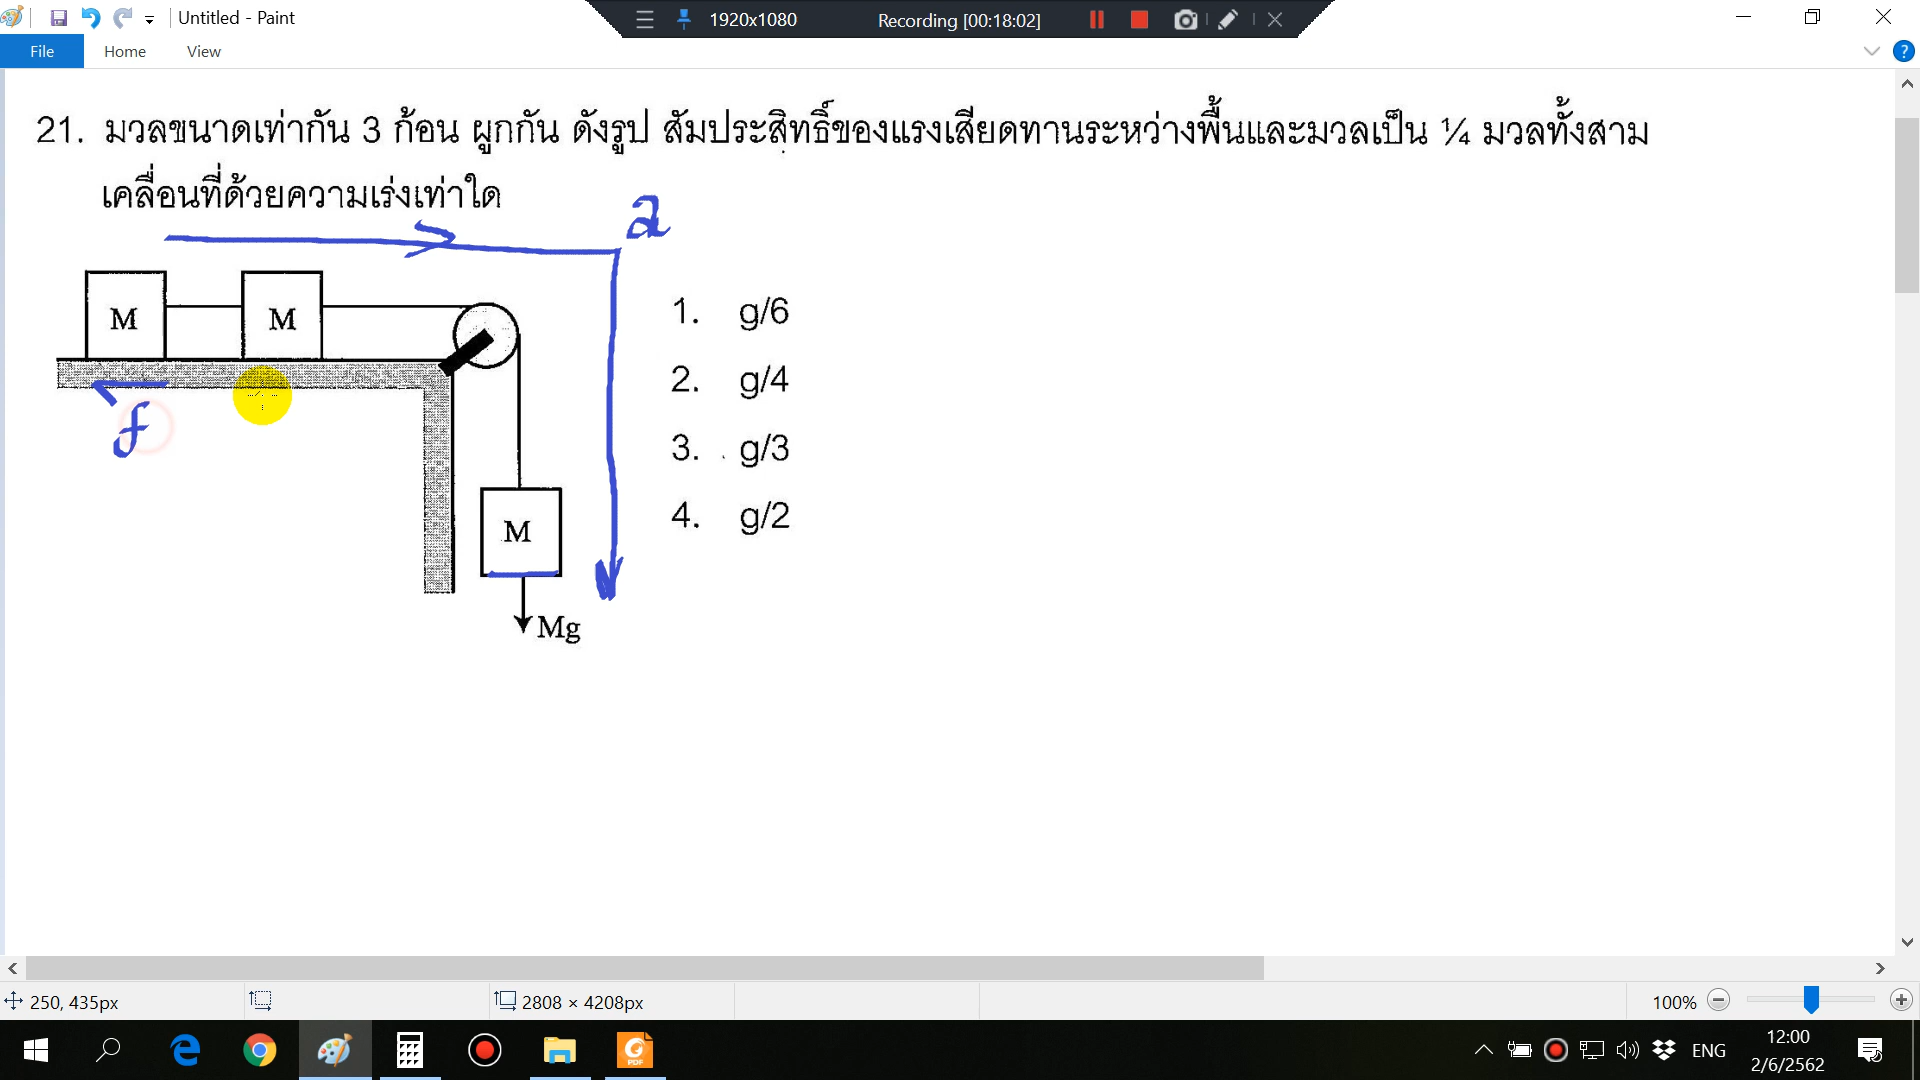 Untitled - Paint
1920x1080
Recording [00:18:02]
File
Home
View
21. มวลขนาดเท่ากัน 3 ก้อน ผูกกัน ดังรูป สัมประสิทธิ์ของแรงเสียดทานระหว่างพื้นและมวลเป็น ¼ มวลทั้งสาม
เคลื่อนที่ด้วยความเร่งเท่าใด
a
M
M
1. g/6
2. g/4
f
3. g/3
4. g/2
M
Mg
250, 435px
2808 × 4208px
100%
12:00
ENG
2/6/2562
PDF